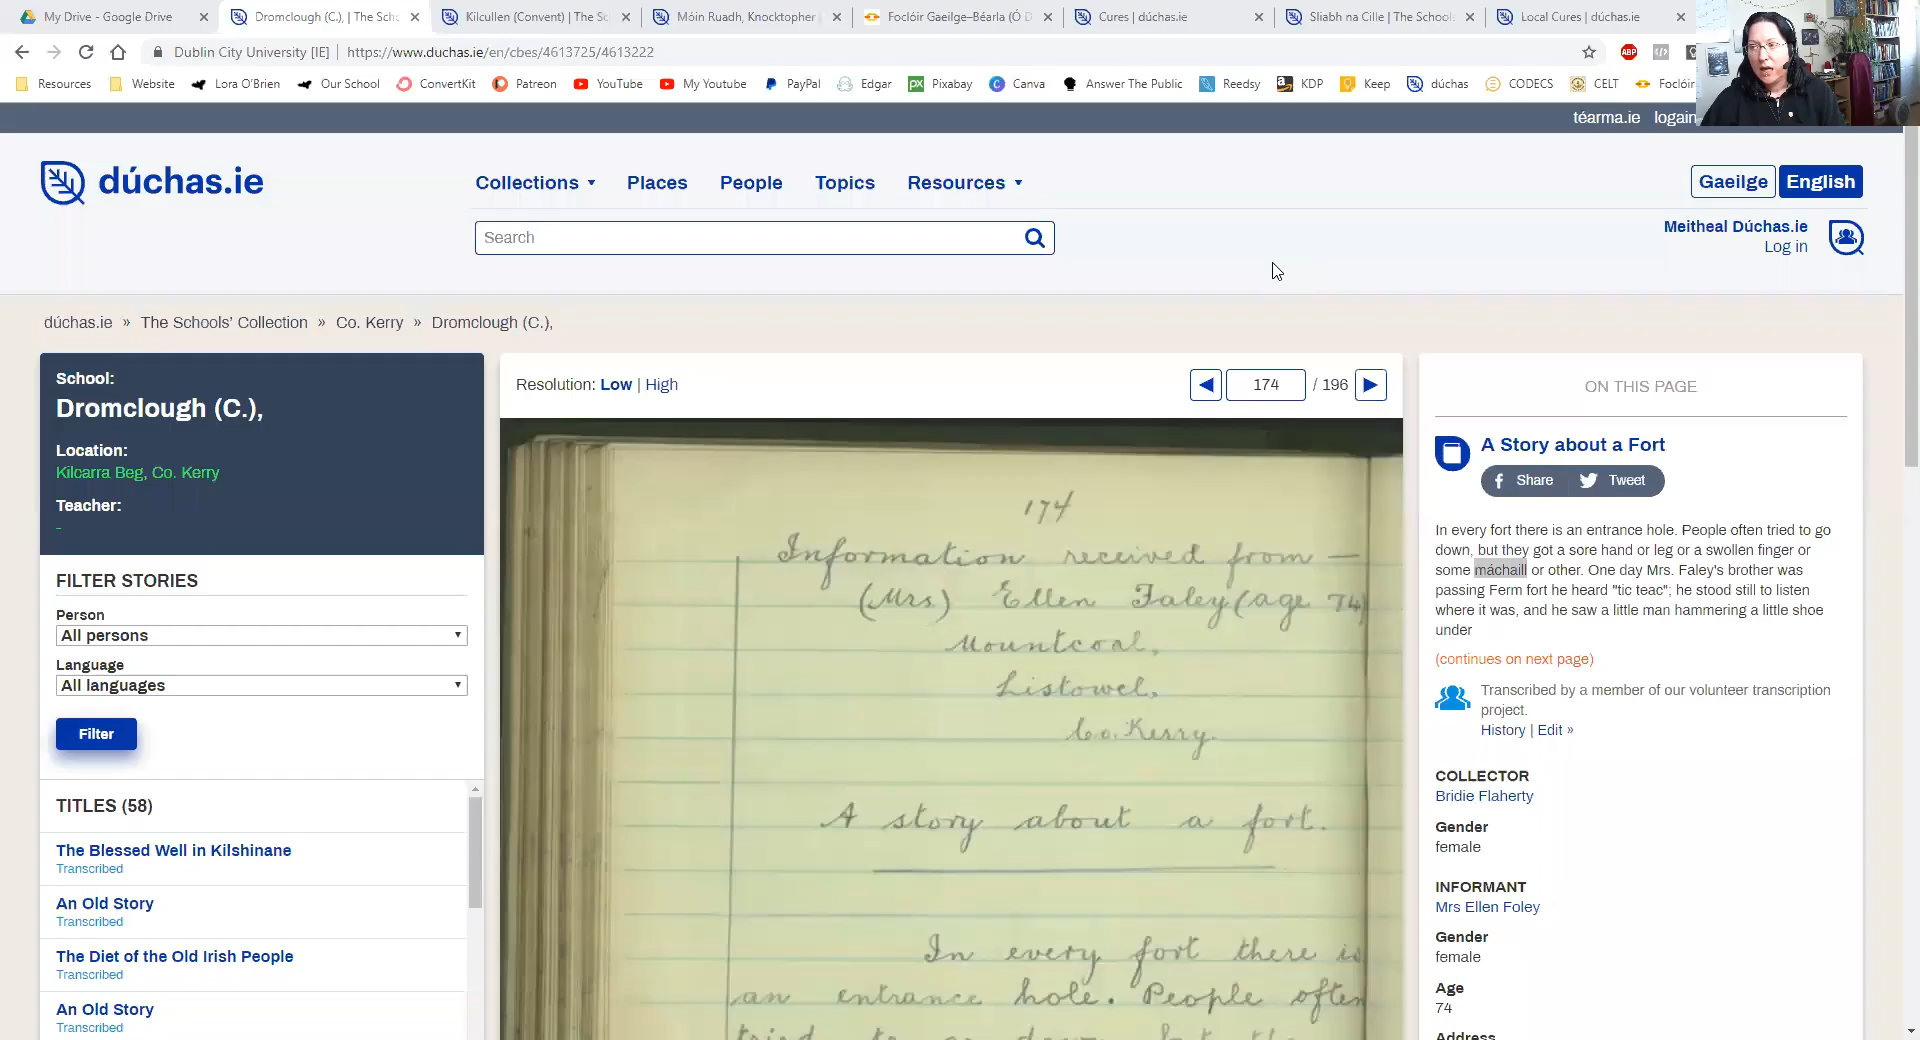 My Drive - Google Drive
Dromclough (C.), | The Sch
Kilcullen (Convent) | The Sc
Móin Ruadh, Knocktopher
Foclóir Gaeilge–Béarla (Ó D
Cures | dúchas.ie
Sliabh na Cille | The School
Local Cures | dúchas.ie
Dublin City University [IE] | https://www.duchas.ie/en/cbes/4613725/4613222
ABP
Resources
Website
Lora O'Brien
Our School
ConvertKit
Patreon
YouTube
My Youtube
PayPal
Edgar
Pixabay
Canva
Answer The Public
Reedsy
KDP
Keep
dúchas
CODECS
CELT
Foclóir
téarma.ie logain
dúchas.ie
Collections
Places
People
Topics
Resources
Gaeilge
English
Search
Meitheal Dúchas.ie
Log in
dúchas.ie » The Schools' Collection » Co. Kerry » Dromclough (C.),
School:
Dromclough (C.),
Location:
Kilcarra Beg, Co. Kerry
Teacher:
-
FILTER STORIES
Person
All persons
Language
All languages
Filter
TITLES (58)
The Blessed Well in Kilshinane
Transcribed
An Old Story
Transcribed
The Diet of the Old Irish People
Transcribed
An Old Story
Transcribed
Resolution: Low | High
174 / 196
174
Information received from —
(Mrs) Ellen Faley (age 74)
Mountcoal,
Listowel,
Co. Kerry.
A story about a fort.
In every fort there is
an entrance hole. People often
ON THIS PAGE
A Story about a Fort
Share Tweet
In every fort there is an entrance hole. People often tried to go
down, but they got a sore hand or leg or a swollen finger or
some máchaill or other. One day Mrs. Faley's brother was
passing Ferm fort he heard "tic teac"; he stood still to listen
where it was, and he saw a little man hammering a little shoe
under
(continues on next page)
Transcribed by a member of our volunteer transcription
project.
History | Edit »
COLLECTOR
Bridie Flaherty
Gender
female
INFORMANT
Mrs Ellen Foley
Gender
female
Age
74
Address